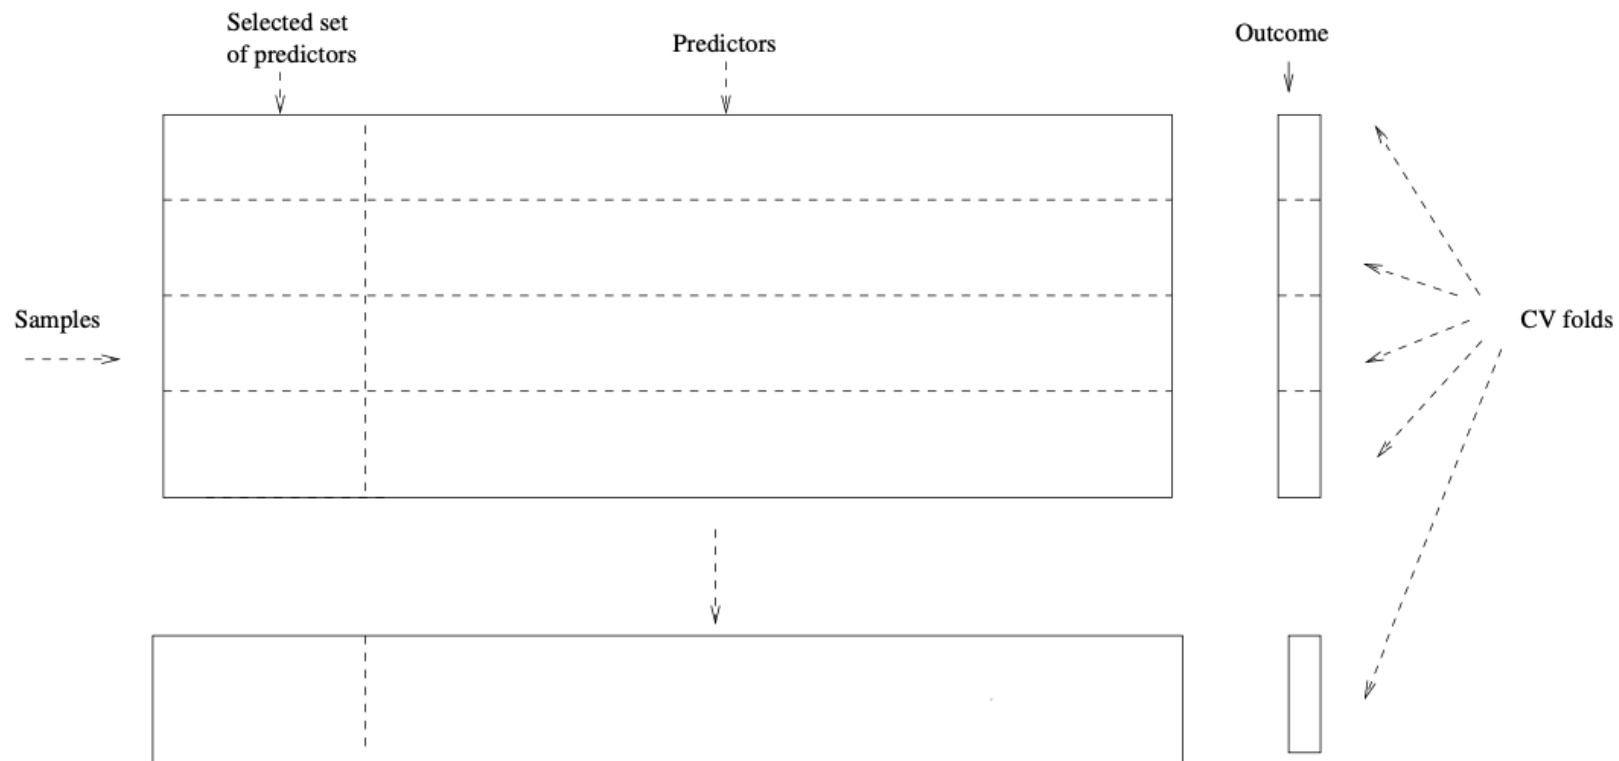 Selected set
of predictors
Predictors
Outcome
Samples
CV folds